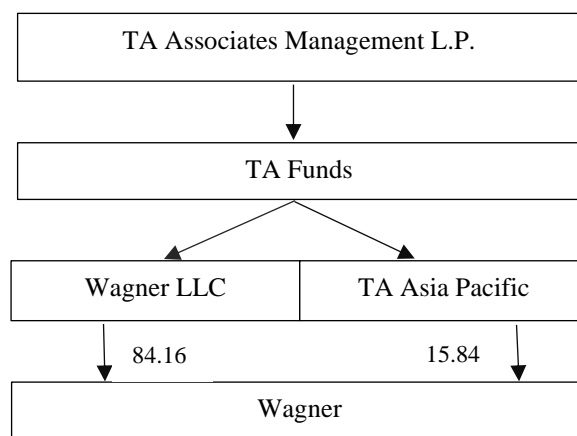 TA Associates Management L.P.
TA Funds
Wagner LLC
TA Asia Pacific
84.16
15.84
Wagner